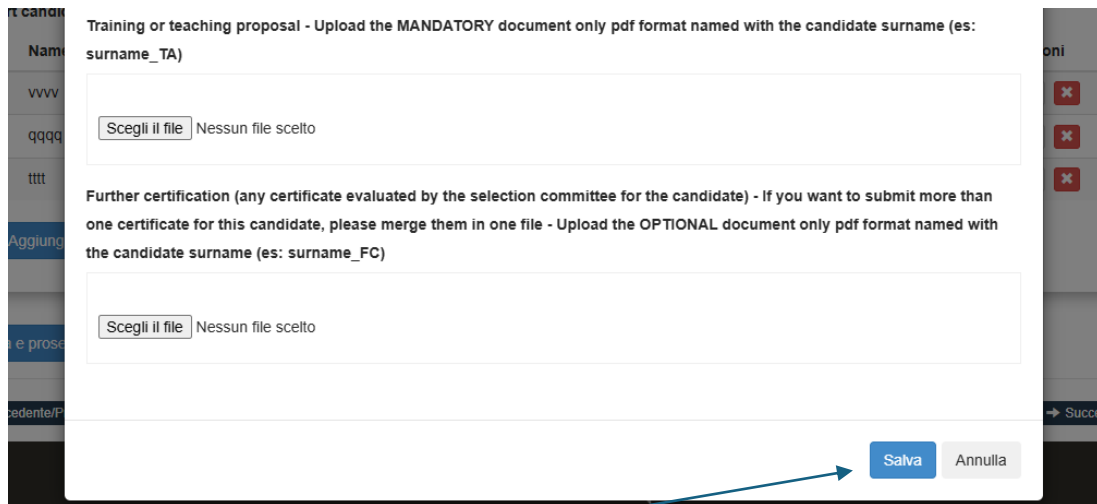 Training or teaching proposal - Upload the MANDATORY document only pdf format named with the candidate surname (es:
surname_TA)
Nam
oni
vvvv
Scegli il file Nessun file scelto
qqqq
tttt
Further certification (any certificate evaluated by the selection committee for the candidate) - If you want to submit more than
one certificate for this candidate, please merge them in one file - Upload the OPTIONAL document only pdf format named with
Aggiung
the candidate surname (es: surname_FC)
Scegli il file Nessun file scelto
e prose
cedente/P
→ Succ
Salva Annulla